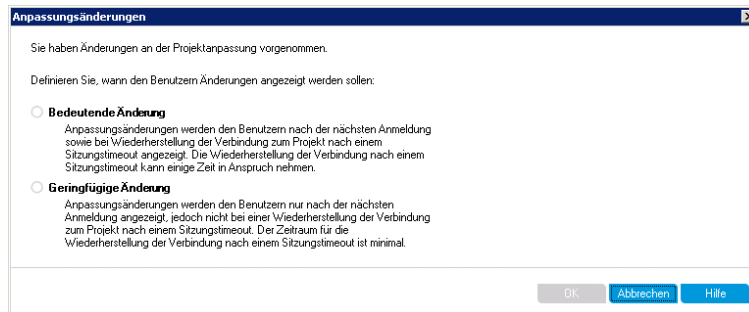 Anpassungsänderungen
Sie haben Änderungen an der Projektanpassung vorgenommen.
Definieren Sie, wann den Benutzern Änderungen angezeigt werden sollen:
Bedeutende Änderung
Anpassungsänderungen werden den Benutzern nach der nächsten Anmeldung
sowie bei Wiederherstellung der Verbindung zum Projekt nach einem
Sitzungstimeout angezeigt. Die Wiederherstellung der Verbindung nach einem
Sitzungstimeout kann einige Zeit in Anspruch nehmen.
Geringfügige Änderung
Anpassungsänderungen werden den Benutzern nur nach der nächsten
Anmeldung angezeigt, jedoch nicht bei einer Wiederherstellung der Verbindung
zum Projekt nach einem Sitzungstimeout. Der Zeitraum für die
Wiederherstellung der Verbindung nach einem Sitzungstimeout ist minimal.
OK Abbrechen Hilfe